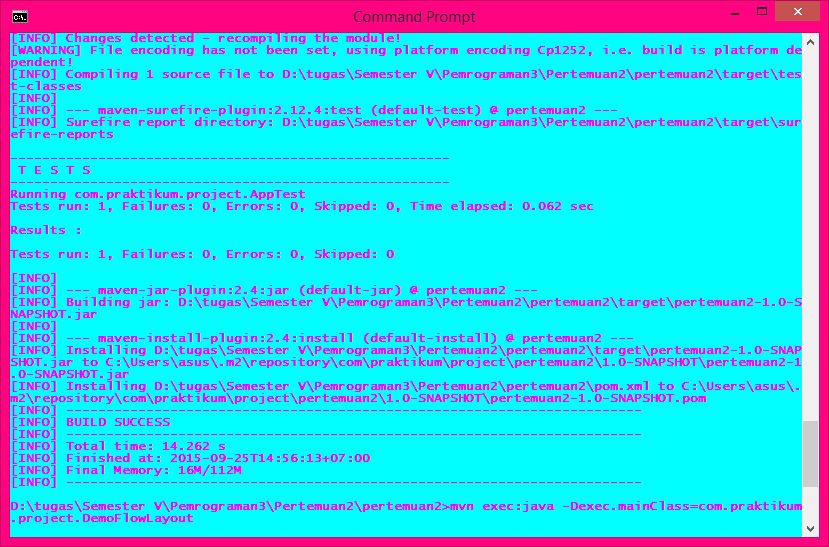 Command Prompt
[INFO] Changes detected - recompiling the module!
[WARNING] File encoding has not been set, using platform encoding Cp1252, i.e. build is platform de
pendent!
[INFO] Compiling 1 source file to D:\tugas\Semester V\Pemrograman3\Pertemuan2\pertemuan2\target\tes
t-classes
[INFO]
[INFO] --- maven-surefire-plugin:2.12.4:test (default-test) @ pertemuan2 ---
[INFO] Surefire report directory: D:\tugas\Semester V\Pemrograman3\Pertemuan2\pertemuan2\target\sur
efire-reports
-------------------------------------------------------
T E S T S
-------------------------------------------------------
Running com.praktikum.project.AppTest
Tests run: 1, Failures: 0, Errors: 0, Skipped: 0, Time elapsed: 0.062 sec
Results :
Tests run: 1, Failures: 0, Errors: 0, Skipped: 0
[INFO]
[INFO] --- maven-jar-plugin:2.4:jar (default-jar) @ pertemuan2 ---
[INFO] Building jar: D:\tugas\Semester V\Pemrograman3\Pertemuan2\pertemuan2\target\pertemuan2-1.0-S
NAPSHOT.jar
[INFO]
[INFO] --- maven-install-plugin:2.4:install (default-install) @ pertemuan2 ---
[INFO] Installing D:\tugas\Semester V\Pemrograman3\Pertemuan2\pertemuan2\target\pertemuan2-1.0-SNAP
SHOT.jar to C:\Users\asus\.m2\repository\com\praktikum\project\pertemuan2\1.0-SNAPSHOT\pertemuan2-1
.0-SNAPSHOT.jar
[INFO] Installing D:\tugas\Semester V\Pemrograman3\Pertemuan2\pertemuan2\pom.xml to C:\Users\asus\.
m2\repository\com\praktikum\project\pertemuan2\1.0-SNAPSHOT\pertemuan2-1.0-SNAPSHOT.pom
[INFO] ------------------------------------------------------------------------
[INFO] BUILD SUCCESS
[INFO] ------------------------------------------------------------------------
[INFO] Total time: 14.262 s
[INFO] Finished at: 2015-09-25T14:56:13+07:00
[INFO] Final Memory: 16M/112M
[INFO] ------------------------------------------------------------------------
D:\tugas\Semester V\Pemrograman3\Pertemuan2\pertemuan2>mvn exec:java -Dexec.mainClass=com.praktikum
.project.DemoFlowLayout